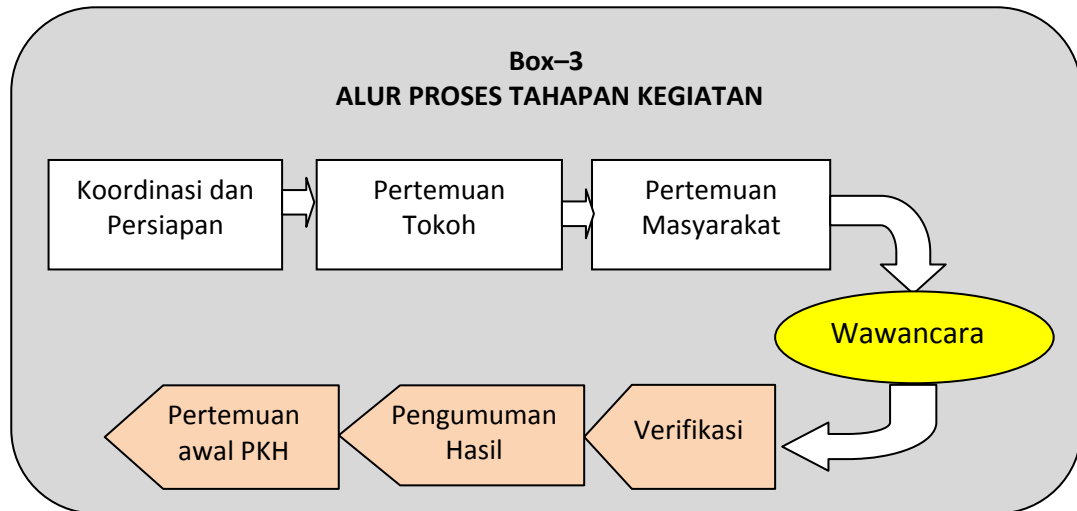 Box–3
ALUR PROSES TAHAPAN KEGIATAN
Koordinasi dan
Persiapan
Pertemuan
Tokoh
Pertemuan
Masyarakat
Wawancara
Verifikasi
Pengumuman
Hasil
Pertemuan
awal PKH